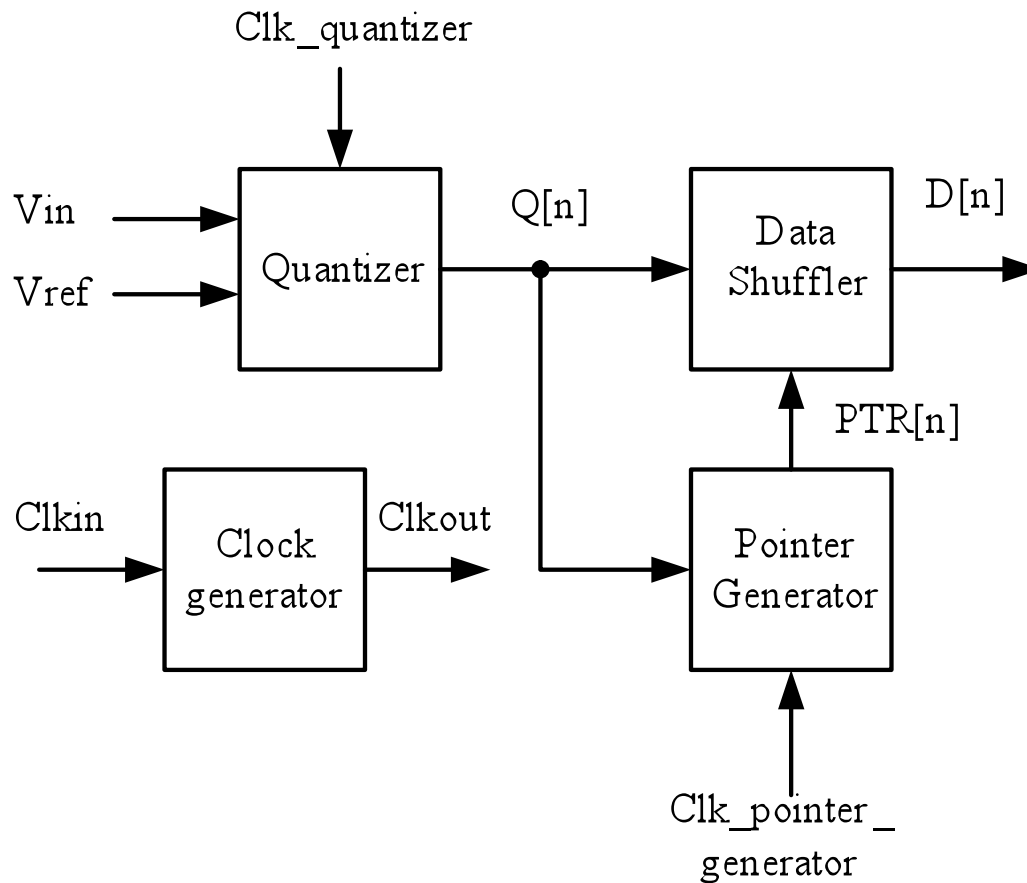 Clk_quantizer
Vin
Vref
Quantizer
Q[n]
Data
Shuffler
D[n]
PTR[n]
Clkin
Clock
generator
Clkout
Pointer
Generator
Clk_pointer_
generator